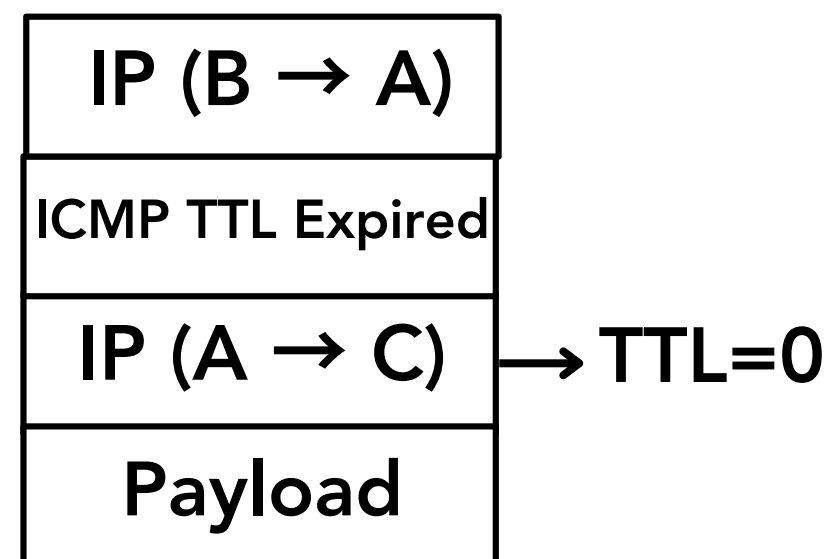 IP (B → A)
ICMP TTL Expired
IP (A → C) → TTL=0
Payload